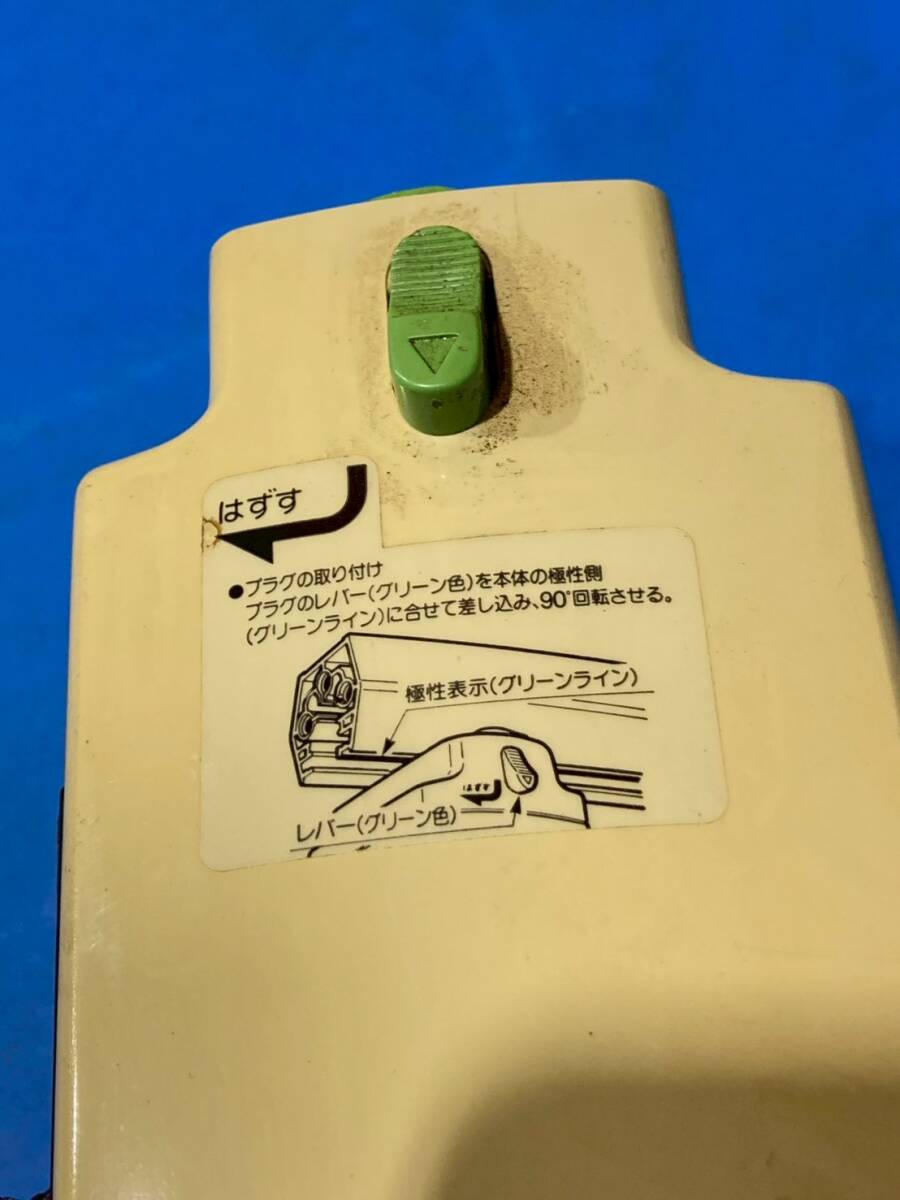 はずす
●プラグの取り付け
プラグのレバー(グリーン色)を本体の極性側
(グリーンライン)に合せて差し込み、90°回転させる。
極性表示(グリーンライン)
はずす
レバー(グリーン色)